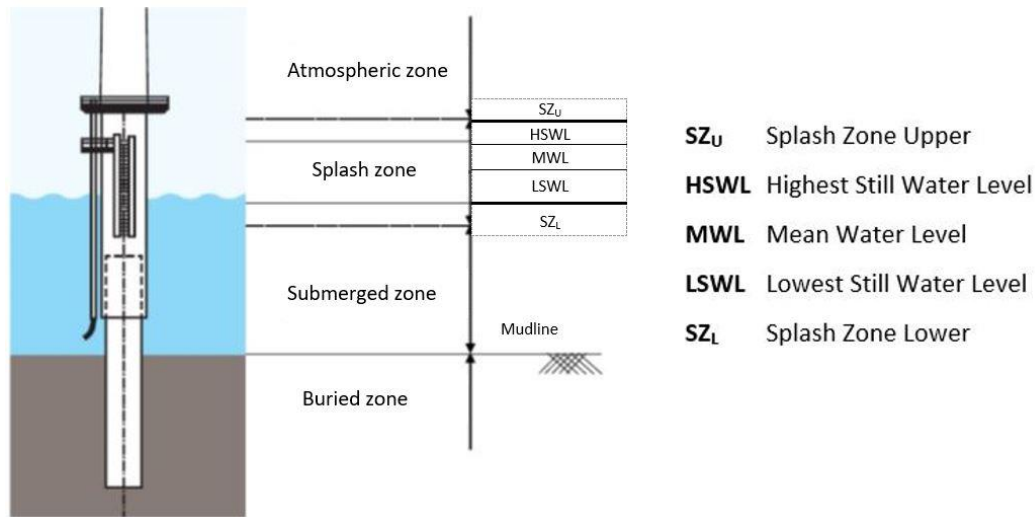 Atmospheric zone
Splash zone
Submerged zone
Buried zone
SZU
HSWL
MWL
LSWL
SZL
Mudline
SZU Splash Zone Upper
HSWL Highest Still Water Level
MWL Mean Water Level
LSWL Lowest Still Water Level
SZL Splash Zone Lower